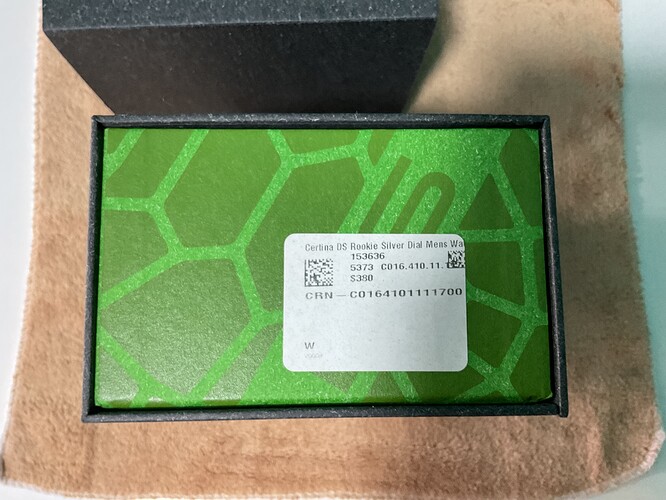 Certina DS Rookie Silver Dial Mens Wa
153636
5373 C016.410.11.
$380
CRN - C0164101111700
W